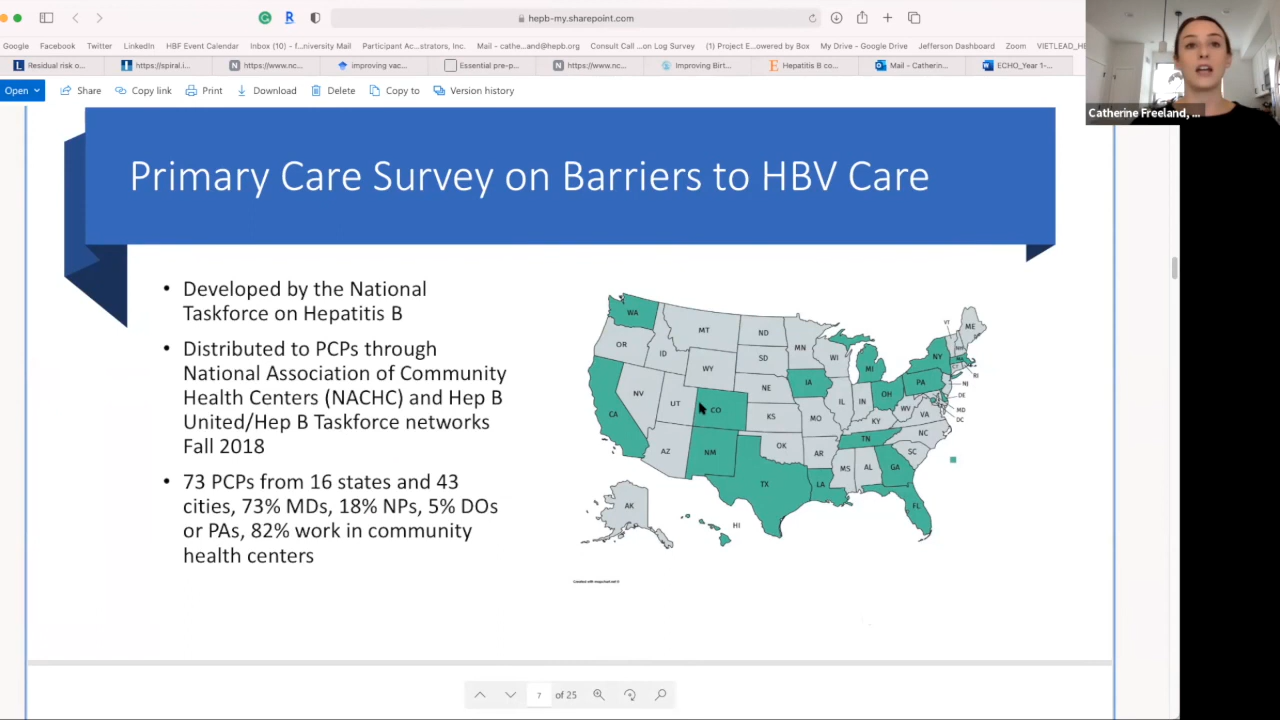 hepb-my.sharepoint.com
Google Facebook Twitter LinkedIn HBF Event Calendar Inbox (10) - f...niversity Mail Participant Ac...strators, Inc. Mail - cathe...and@hepb.org Consult Call ...on Log Survey (1) Project E...owered by Box My Drive - Google Drive Jefferson Dashboard Zoom VIETLEAD_HE
Residual risk o... https://spiral.i... https://www.nc... improving vac... Essential pre-p... https://www.nc... Improving Birt... Hepatitis B co... Mail - Catherin... ECHO_Year 1-...
Open Share Copy link Print Download Delete Copy to Version history
Catherine Freeland, ...
Primary Care Survey on Barriers to HBV Care
• Developed by the National
Taskforce on Hepatitis B
• Distributed to PCPs through
National Association of Community
Health Centers (NACHC) and Hep B
United/Hep B Taskforce networks
Fall 2018
• 73 PCPs from 16 states and 43
cities, 73% MDs, 18% NPs, 5% DOs
or PAs, 82% work in community
health centers
WA MT ND MN VT ME
OR ID SD WI MI NY
WY IA PA RI
NV UT CO NE IL IN OH NJ
CA KS MO WV VA DE
KY MD
AZ NM OK TN NC DC
AR SC
TX LA MS AL GA
AK HI FL
7 of 25